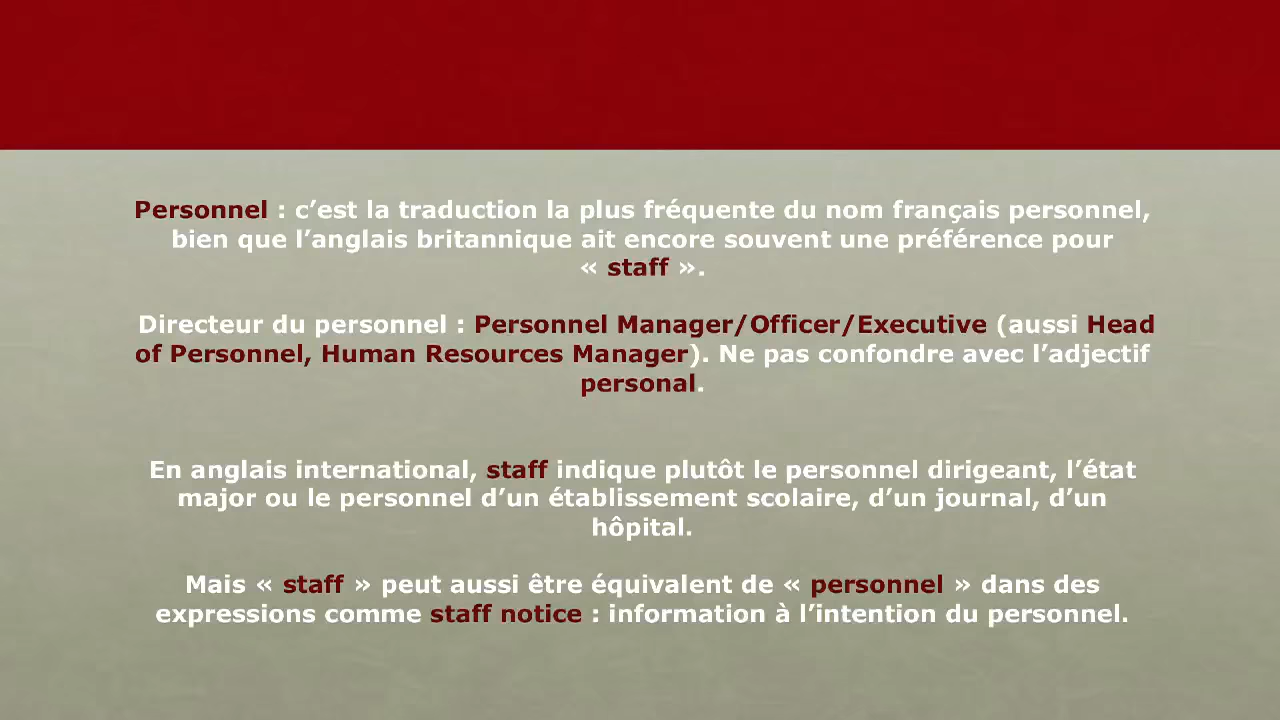 Personnel : c’est la traduction la plus fréquente du nom français personnel,
bien que l’anglais britannique ait encore souvent une préférence pour
« staff ».
Directeur du personnel : Personnel Manager/Officer/Executive (aussi Head
of Personnel, Human Resources Manager). Ne pas confondre avec l’adjectif
personal.
En anglais international, staff indique plutôt le personnel dirigeant, l’état
major ou le personnel d’un établissement scolaire, d’un journal, d’un
hôpital.
Mais « staff » peut aussi être équivalent de « personnel » dans des
expressions comme staff notice : information à l’intention du personnel.